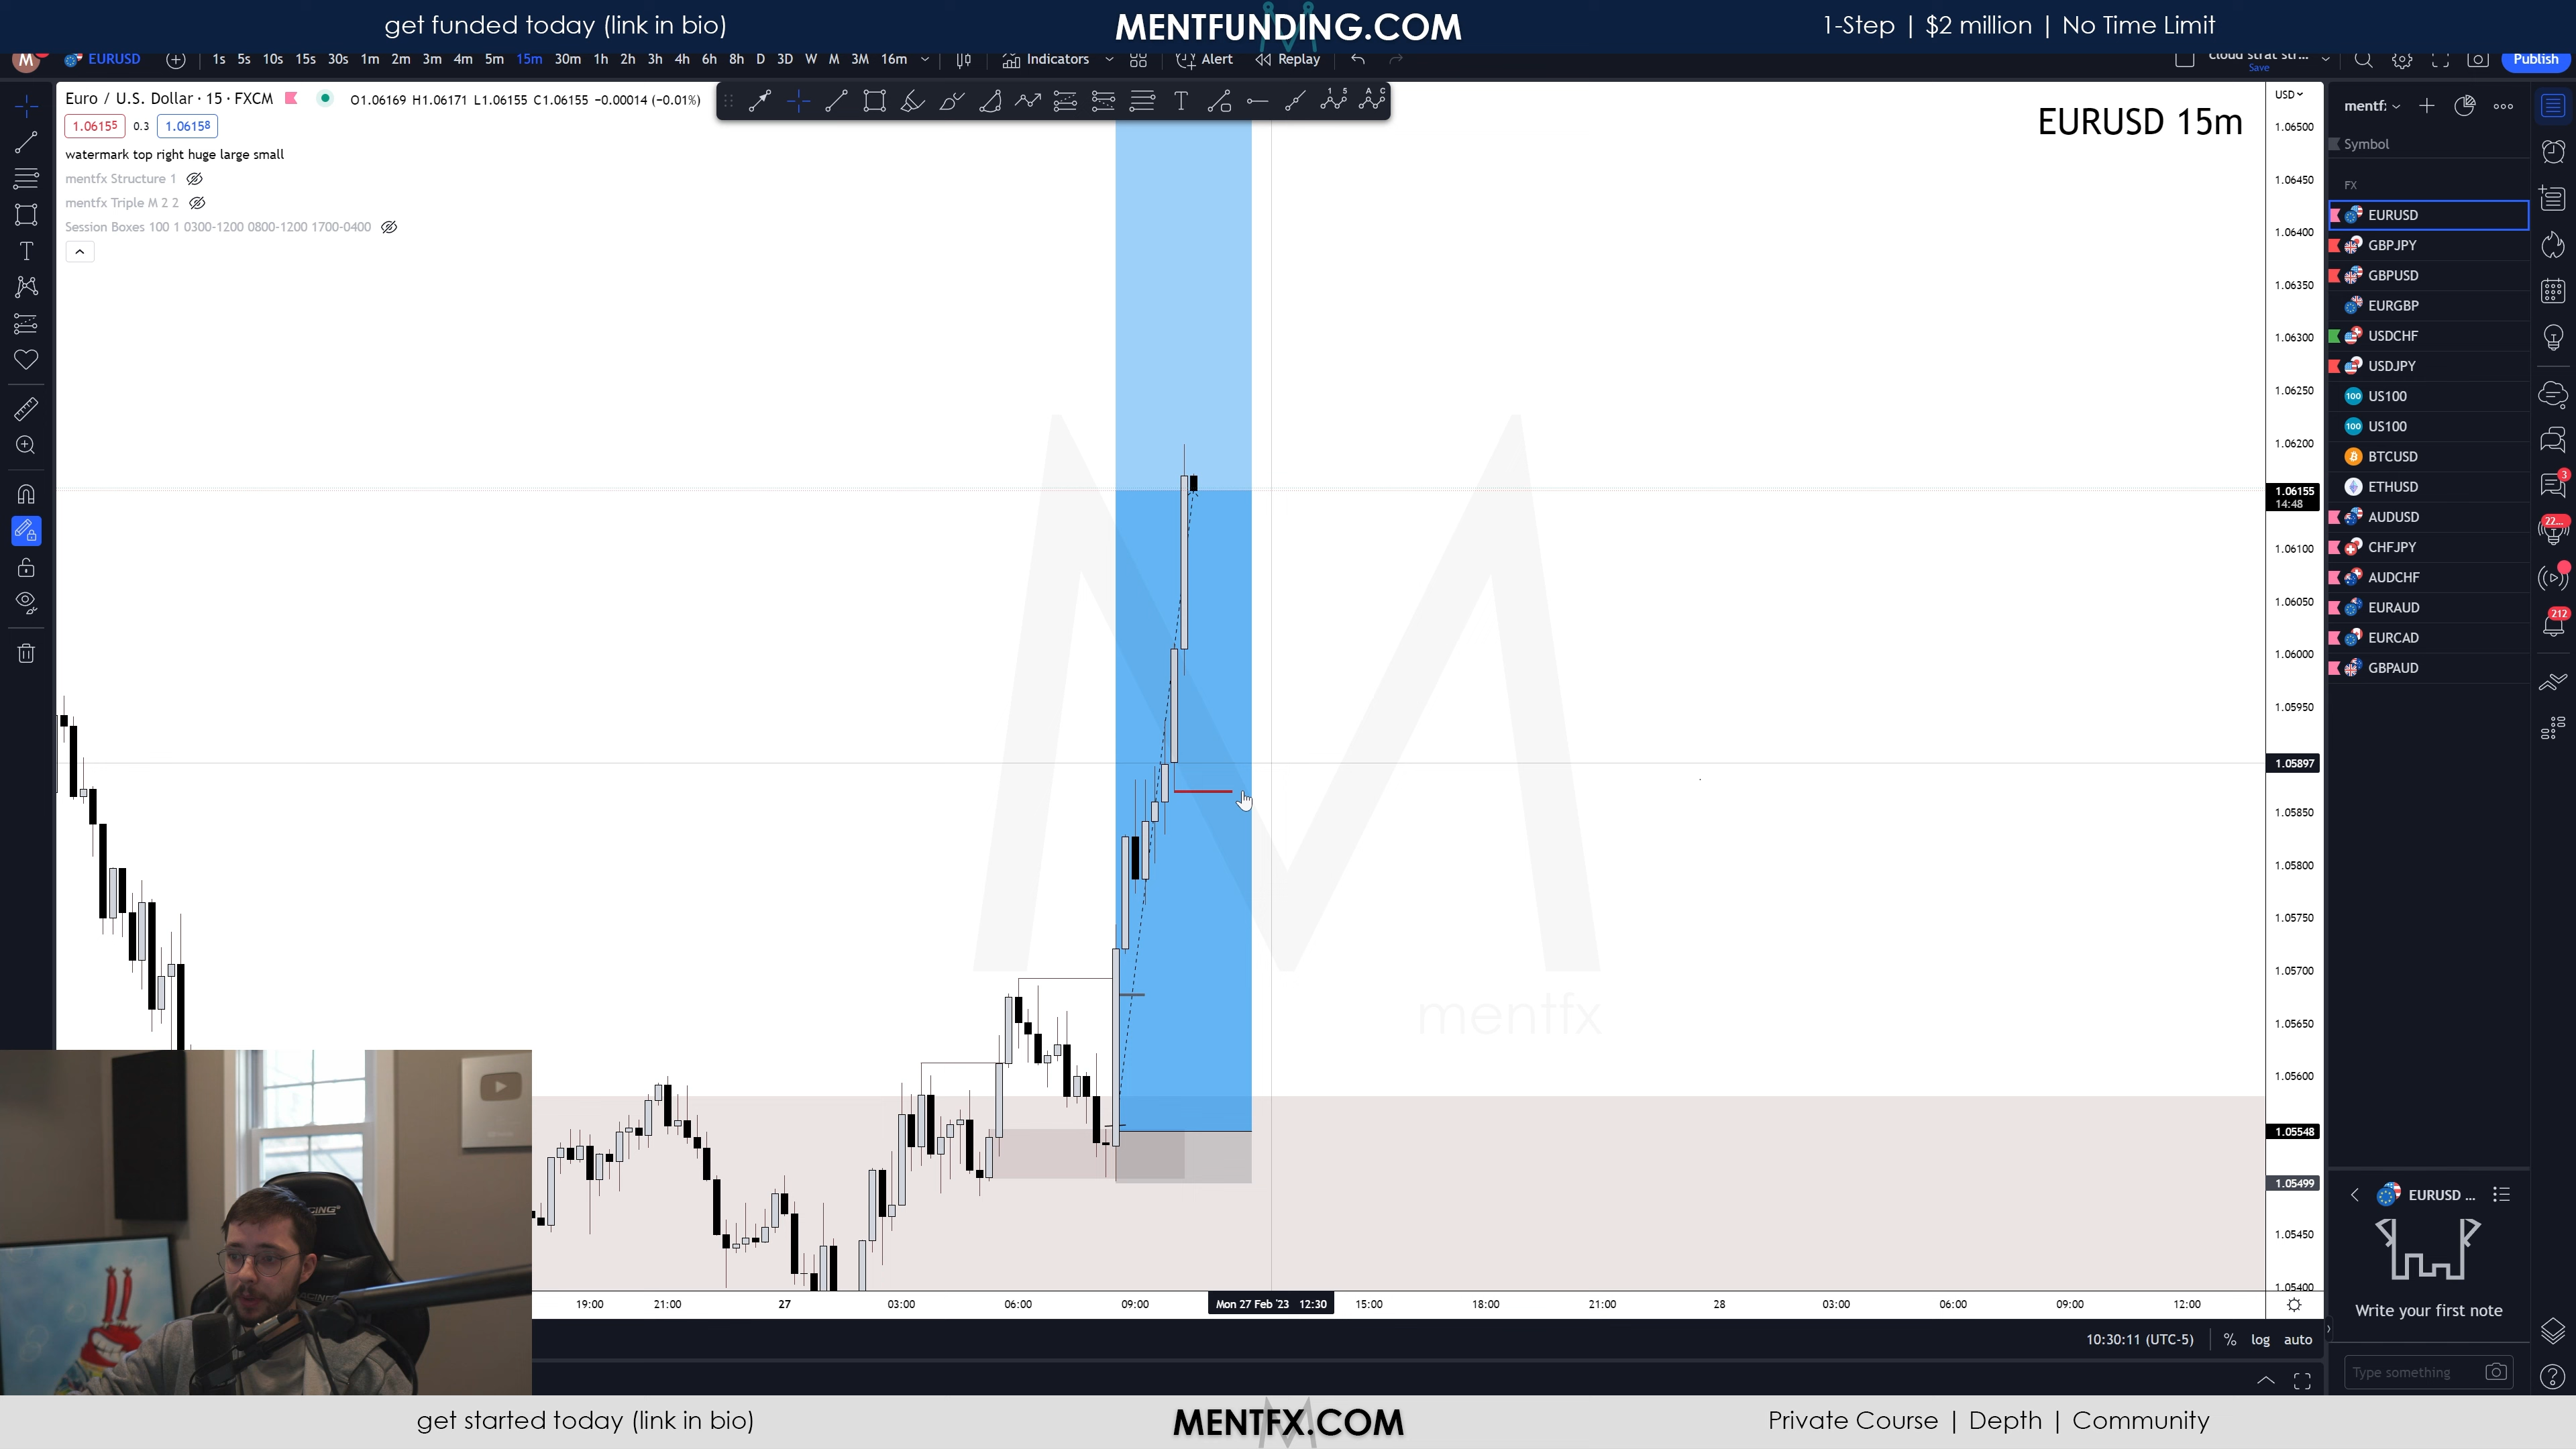 get funded today (link in bio)
MENTFUNDING.COM
1-Step | $2 million | No Time Limit
M
EURUSD
1s 5s 10s 15s 30s 1m 2m 3m 4m 5m 15m 30m 1h 2h 3h 4h 6h 8h D 3D W M 3M 16m
Indicators
Alert
Replay
cloud strat str...
Save
Publish
Euro / U.S. Dollar · 15 · FXCM
O1.06169 H1.06171 L1.06155 C1.06155 −0.00014 (−0.01%)
1.06155 0.3 1.06158
watermark top right huge large small
mentfx Structure 1
mentfx Triple M 2 2
Session Boxes 100 1 0300-1200 0800-1200 1700-0400
EURUSD 15m
USD
1.06500
1.06450
1.06400
1.06350
1.06300
1.06250
1.06200
1.06155
14:48
1.06100
1.06050
1.06000
1.05950
1.05897
1.05850
1.05800
1.05750
1.05700
1.05650
1.05600
1.05548
1.05499
1.05450
1.05400
mentfx
mentf:
Symbol
FX
EURUSD
GBPJPY
GBPUSD
EURGBP
USDCHF
USDJPY
100 US100
100 US100
BTCUSD
ETHUSD
AUDUSD
CHFJPY
AUDCHF
EURAUD
EURCAD
GBPAUD
3
22...
212
EURUSD ...
Write your first note
Type something
19:00 21:00 27 03:00 06:00 09:00 Mon 27 Feb '23 12:30 15:00 18:00 21:00 28 03:00 06:00 09:00 12:00
10:30:11 (UTC-5) % log auto
get started today (link in bio)
MENTFX.COM
Private Course | Depth | Community